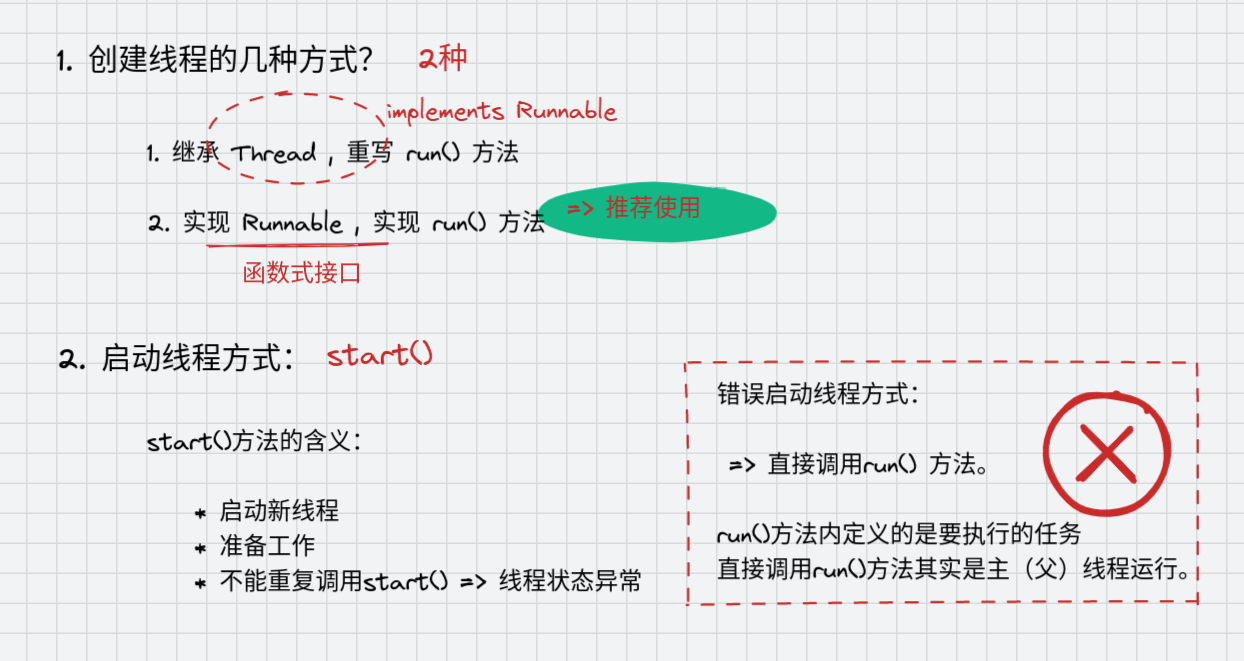 1. 创建线程的几种方式？ 2种
implements Runnable
1. 继承 Thread , 重写 run() 方法
2. 实现 Runnable , 实现 run() 方法 => 推荐使用
函数式接口
2. 启动线程方式： start()
start()方法的含义：
* 启动新线程
* 准备工作
* 不能重复调用start() => 线程状态异常
错误启动线程方式：
=> 直接调用run() 方法。
run()方法内定义的是要执行的任务
直接调用run()方法其实是主（父）线程运行。